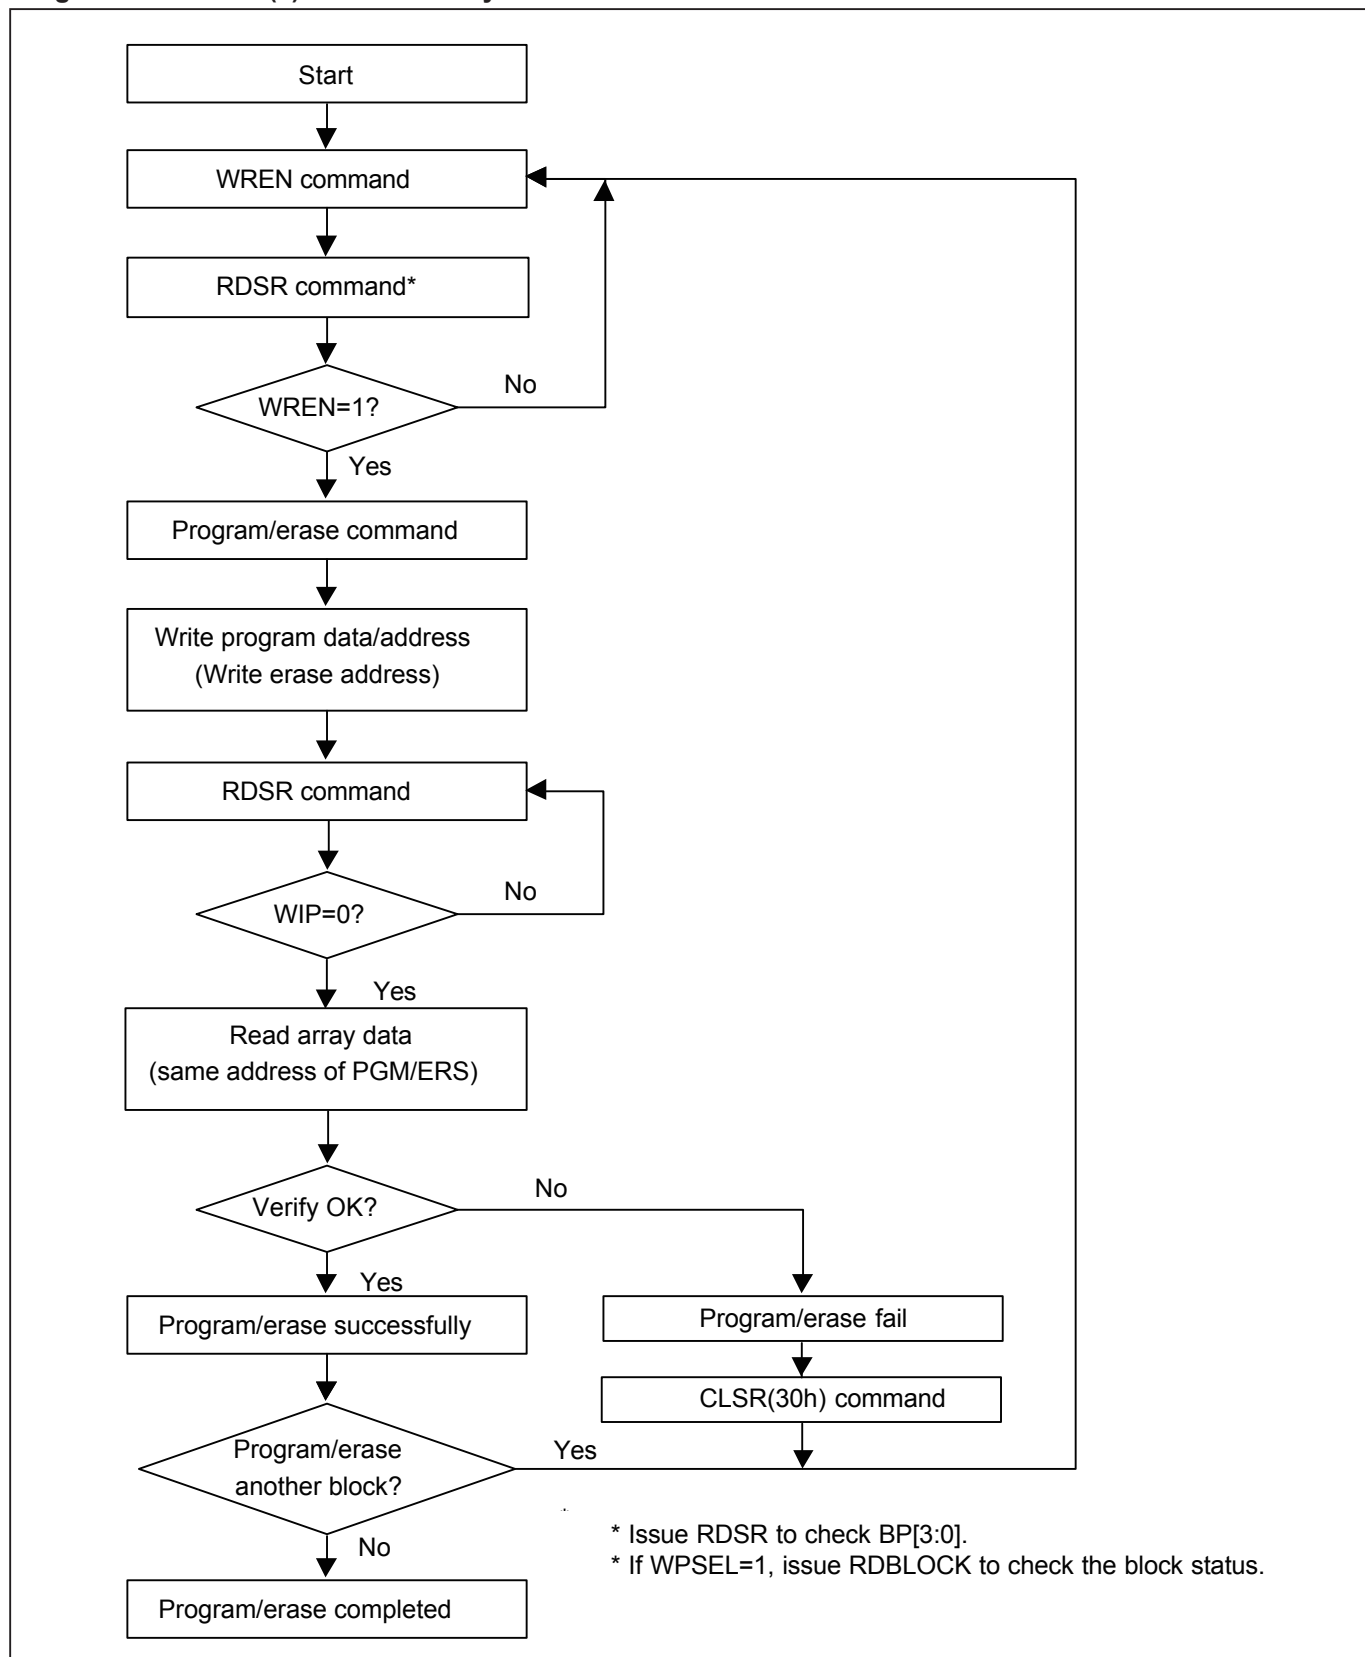 Start
WREN command
RDSR command*
WREN=1?
No
Yes
Program/erase command
Write program data/address
(Write erase address)
RDSR command
WIP=0?
No
Yes
Read array data
(same address of PGM/ERS)
Verify OK?
No
Yes
Program/erase successfully
Program/erase fail
CLSR(30h) command
Program/erase
another block?
Yes
*
* Issue RDSR to check BP[3:0].
* If WPSEL=1, issue RDBLOCK to check the block status.
No
Program/erase completed